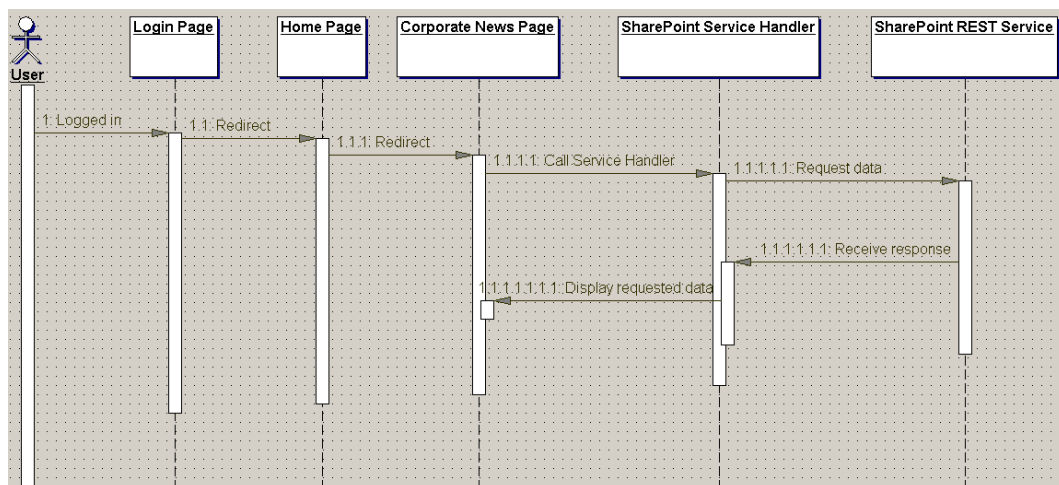 Login Page
Home Page
Corporate News Page
SharePoint Service Handler
SharePoint REST Service
User
1: Logged in
1.1: Redirect
1.1.1: Redirect
1.1.1.1: Call Service Handler
1.1.1.1.1: Request data
1.1.1.1.1.1: Receive response
1.1.1.1.1.1.1: Display requested data